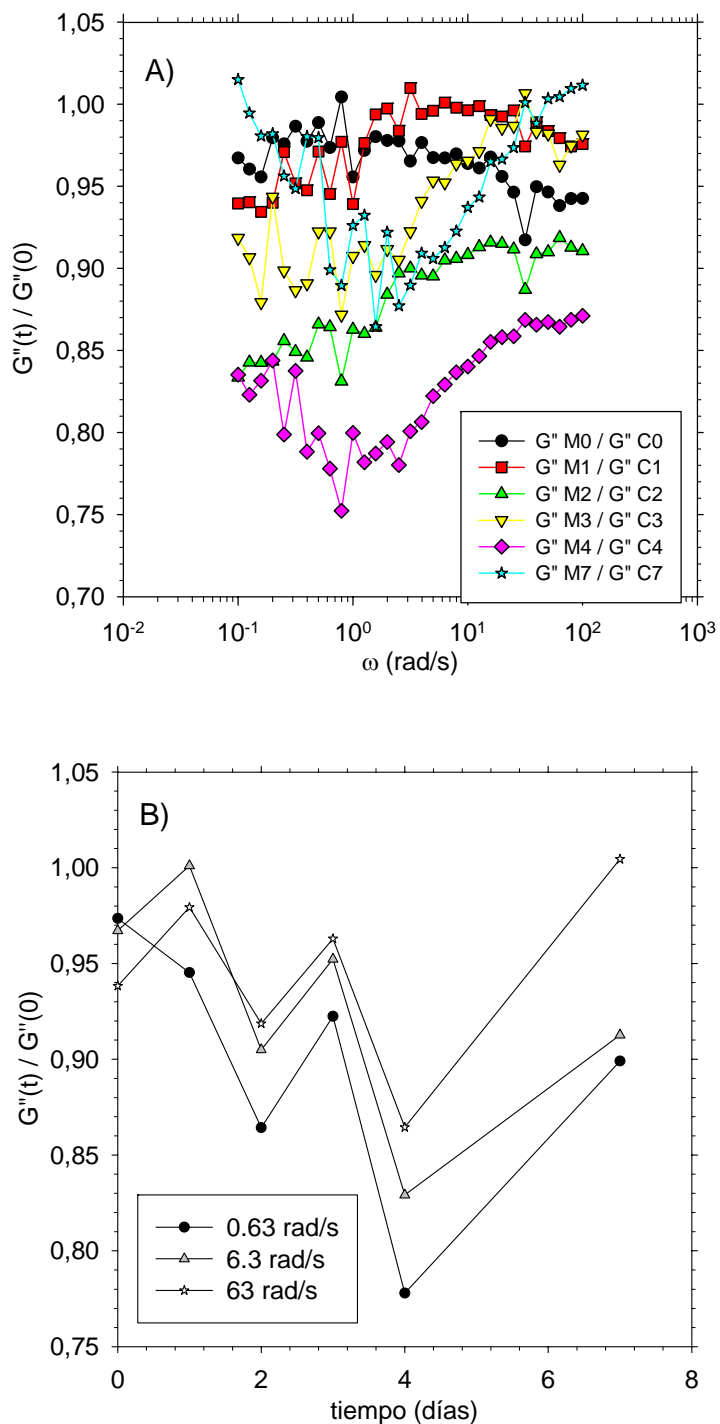 1,05
A)
1,00
0,95
0,90
G"(t) / G"(0)
0,85
0,80
G" M0 / G" C0
G" M1 / G" C1
G" M2 / G" C2
G" M3 / G" C3
G" M4 / G" C4
G" M7 / G" C7
0,75
0,70
10⁻² 10⁻¹ 10⁰ 10¹ 10² 10³
ω (rad/s)
1,05
B)
1,00
0,95
0,90
G"(t) / G"(0)
0,85
0,80
0.63 rad/s
6.3 rad/s
63 rad/s
0,75
0 2 4 6 8
tiempo (días)